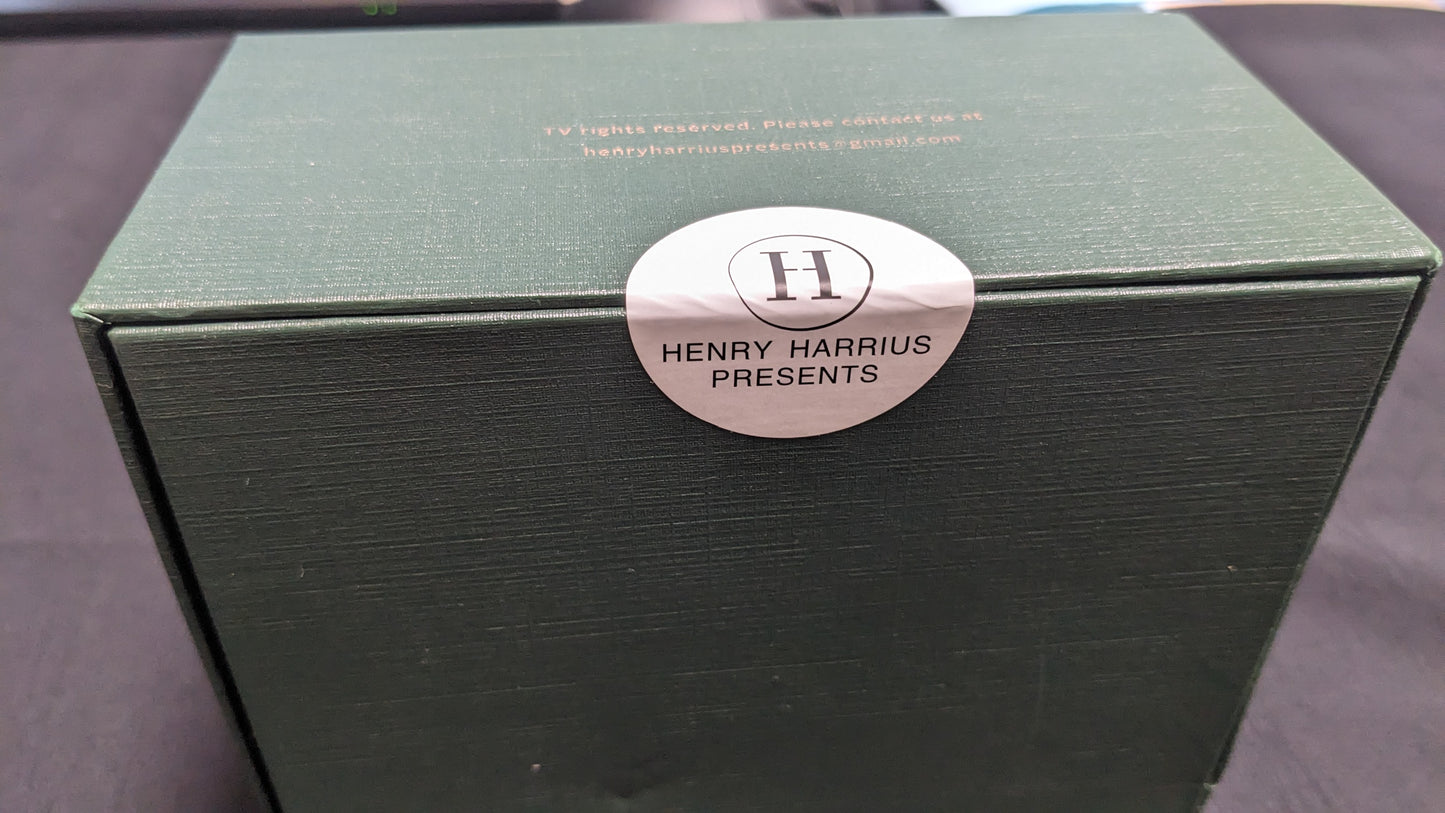 TV rights reserved. Please contact us at
henryharriuspresents@gmail.com
H
HENRY HARRIUS
PRESENTS